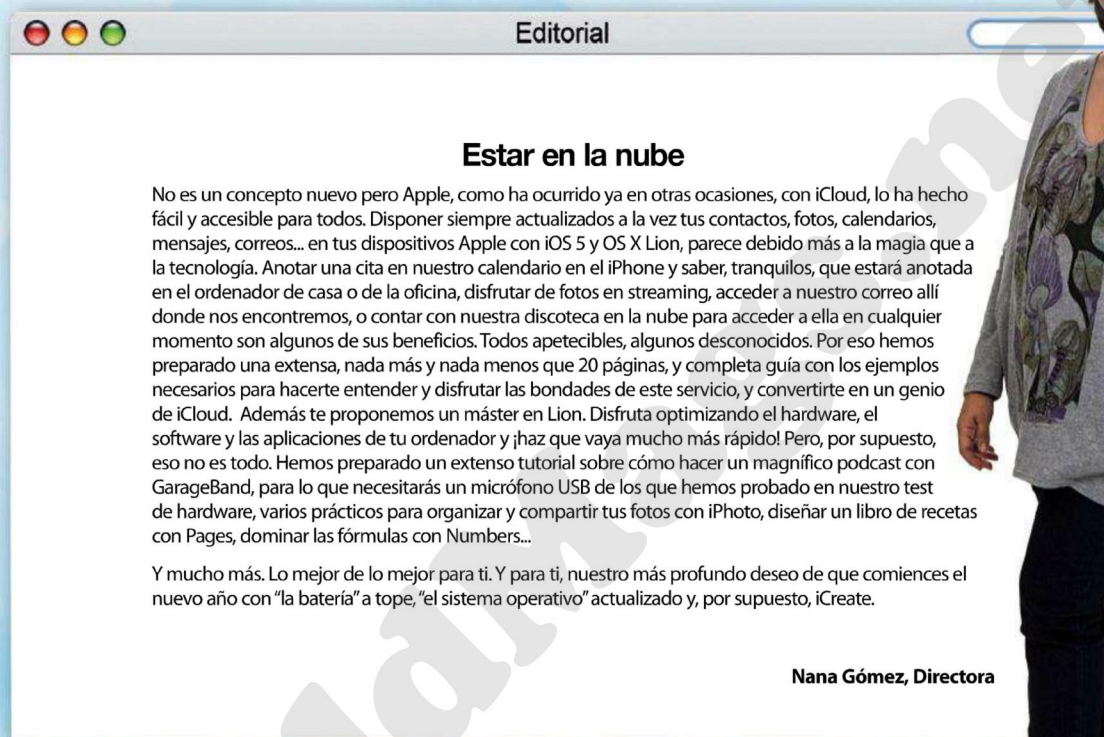 Editorial
Estar en la nube
No es un concepto nuevo pero Apple, como ha ocurrido ya en otras ocasiones, con iCloud, lo ha hecho
fácil y accesible para todos. Disponer siempre actualizados a la vez tus contactos, fotos, calendarios,
mensajes, correos... en tus dispositivos Apple con iOS 5 y OS X Lion, parece debido más a la magia que a
la tecnología. Anotar una cita en nuestro calendario en el iPhone y saber, tranquilos, que estará anotada
en el ordenador de casa o de la oficina, disfrutar de fotos en streaming, acceder a nuestro correo allí
donde nos encontremos, o contar con nuestra discoteca en la nube para acceder a ella en cualquier
momento son algunos de sus beneficios. Todos apetecibles, algunos desconocidos. Por eso hemos
preparado una extensa, nada más y nada menos que 20 páginas, y completa guía con los ejemplos
necesarios para hacerte entender y disfrutar las bondades de este servicio, y convertirte en un genio
de iCloud. Además te proponemos un máster en Lion. Disfruta optimizando el hardware, el
software y las aplicaciones de tu ordenador y ¡haz que vaya mucho más rápido! Pero, por supuesto,
eso no es todo. Hemos preparado un extenso tutorial sobre cómo hacer un magnífico podcast con
GarageBand, para lo que necesitarás un micrófono USB de los que hemos probado en nuestro test
de hardware, varios prácticos para organizar y compartir tus fotos con iPhoto, diseñar un libro de recetas
con Pages, dominar las fórmulas con Numbers...
Y mucho más. Lo mejor de lo mejor para ti. Y para ti, nuestro más profundo deseo de que comiences el
nuevo año con "la batería" a tope, "el sistema operativo" actualizado y, por supuesto, iCreate.
Nana Gómez, Directora